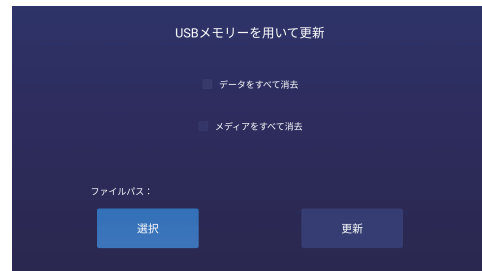 USBメモリーを用いて更新
データをすべて消去
メディアをすべて消去
ファイルパス：
選択
更新